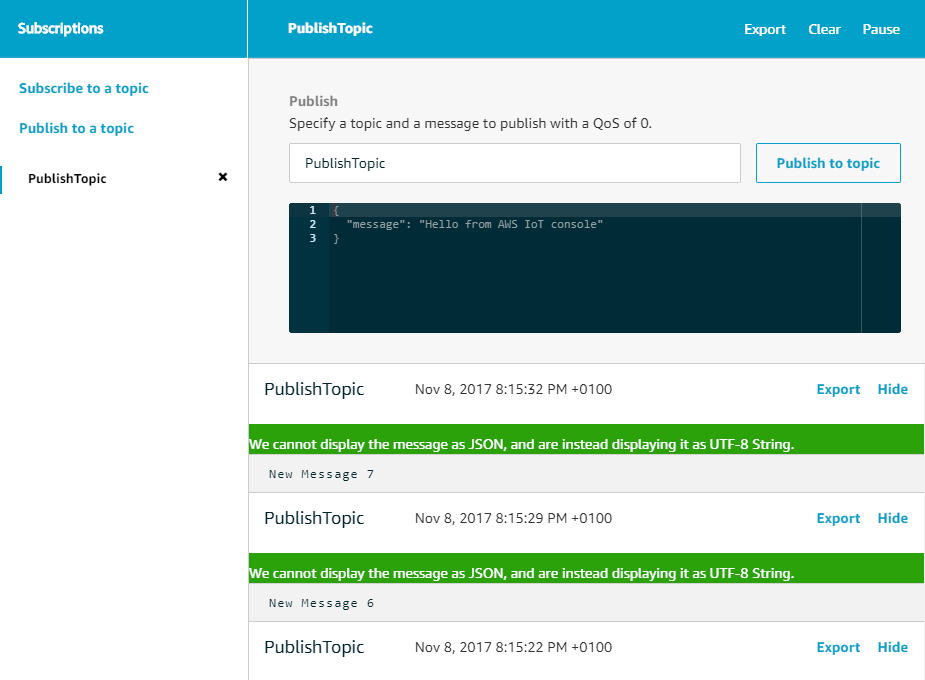 Subscriptions
PublishTopic
Export Clear Pause
Subscribe to a topic
Publish to a topic
PublishTopic ×
Publish
Specify a topic and a message to publish with a QoS of 0.
PublishTopic
Publish to topic
1 {
2 "message": "Hello from AWS IoT console"
3 }
PublishTopic Nov 8, 2017 8:15:32 PM +0100 Export Hide
We cannot display the message as JSON, and are instead displaying it as UTF-8 String.
New Message 7
PublishTopic Nov 8, 2017 8:15:29 PM +0100 Export Hide
We cannot display the message as JSON, and are instead displaying it as UTF-8 String.
New Message 6
PublishTopic Nov 8, 2017 8:15:22 PM +0100 Export Hide